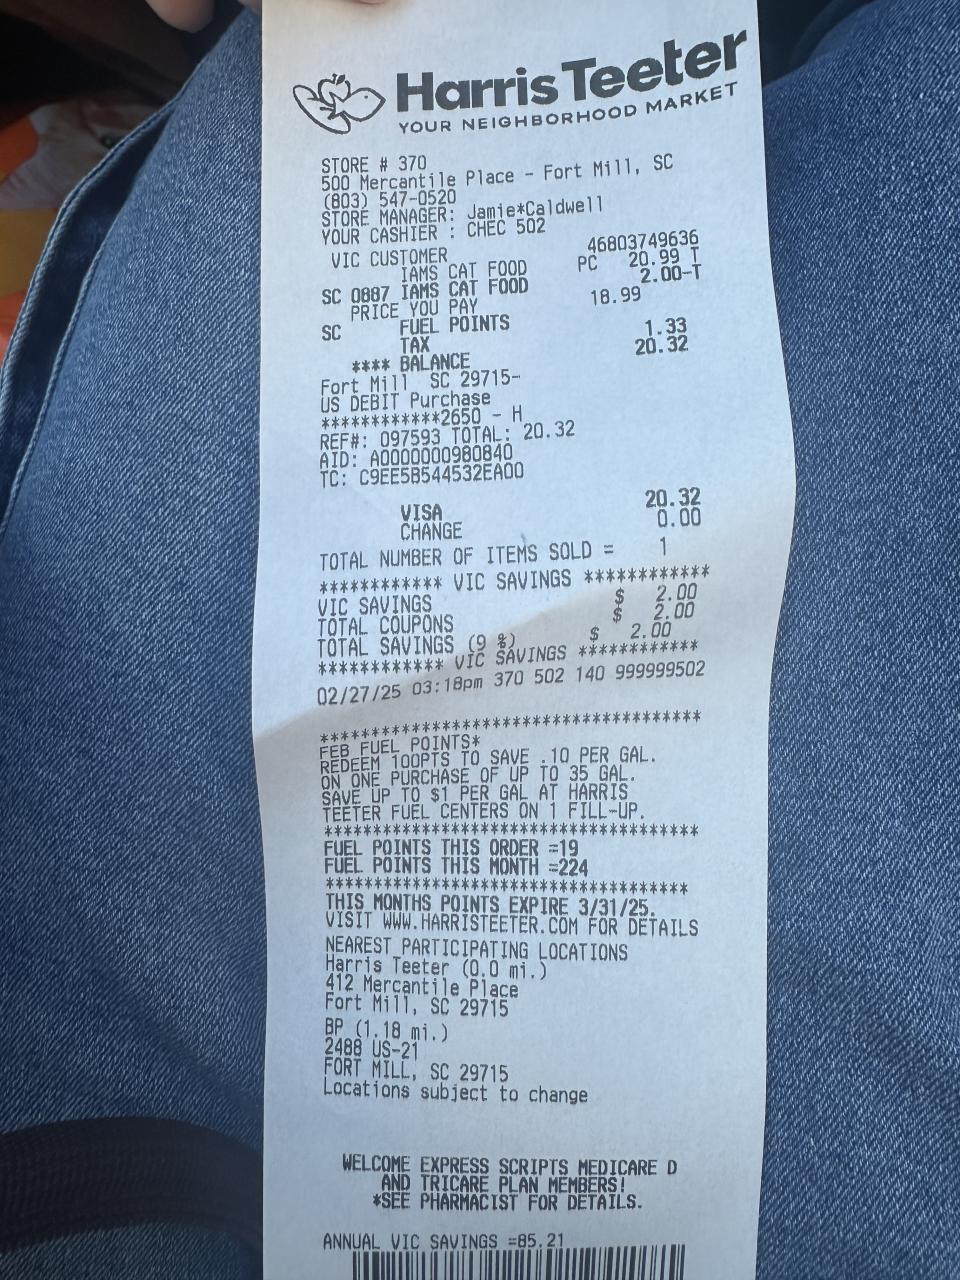 Harris Teeter
YOUR NEIGHBORHOOD MARKET
STORE # 370
500 Mercantile Place - Fort Mill, SC
(803) 547-0520
STORE MANAGER: Jamie*Caldwell
YOUR CASHIER : CHEC 502
VIC CUSTOMER 46803749636
IAMS CAT FOOD PC 20.99 T
SC 0887 IAMS CAT FOOD 2.00-T
PRICE YOU PAY 18.99
SC FUEL POINTS
TAX 1.33
**** BALANCE 20.32
Fort Mill SC 29715-
US DEBIT Purchase
************2650 - H
REF#: 097593 TOTAL: 20.32
AID: A0000000980840
TC: C9EE5B544532EA00
VISA 20.32
CHANGE 0.00
TOTAL NUMBER OF ITEMS SOLD = 1
************ VIC SAVINGS ************
VIC SAVINGS $ 2.00
TOTAL COUPONS $ 2.00
TOTAL SAVINGS (9 %) $ 2.00
************ VIC SAVINGS ************
02/27/25 03:18pm 370 502 140 999999502
*************************************
FEB FUEL POINTS*
REDEEM 100PTS TO SAVE .10 PER GAL.
ON ONE PURCHASE OF UP TO 35 GAL.
SAVE UP TO $1 PER GAL AT HARRIS
TEETER FUEL CENTERS ON 1 FILL-UP.
*************************************
FUEL POINTS THIS ORDER =19
FUEL POINTS THIS MONTH =224
*************************************
THIS MONTHS POINTS EXPIRE 3/31/25.
VISIT WWW.HARRISTEETER.COM FOR DETAILS
NEAREST PARTICIPATING LOCATIONS
Harris Teeter (0.0 mi.)
412 Mercantile Place
Fort Mill, SC 29715
BP (1.18 mi.)
2488 US-21
FORT MILL, SC 29715
Locations subject to change
WELCOME EXPRESS SCRIPTS MEDICARE D
AND TRICARE PLAN MEMBERS!
*SEE PHARMACIST FOR DETAILS.
ANNUAL VIC SAVINGS =85.21